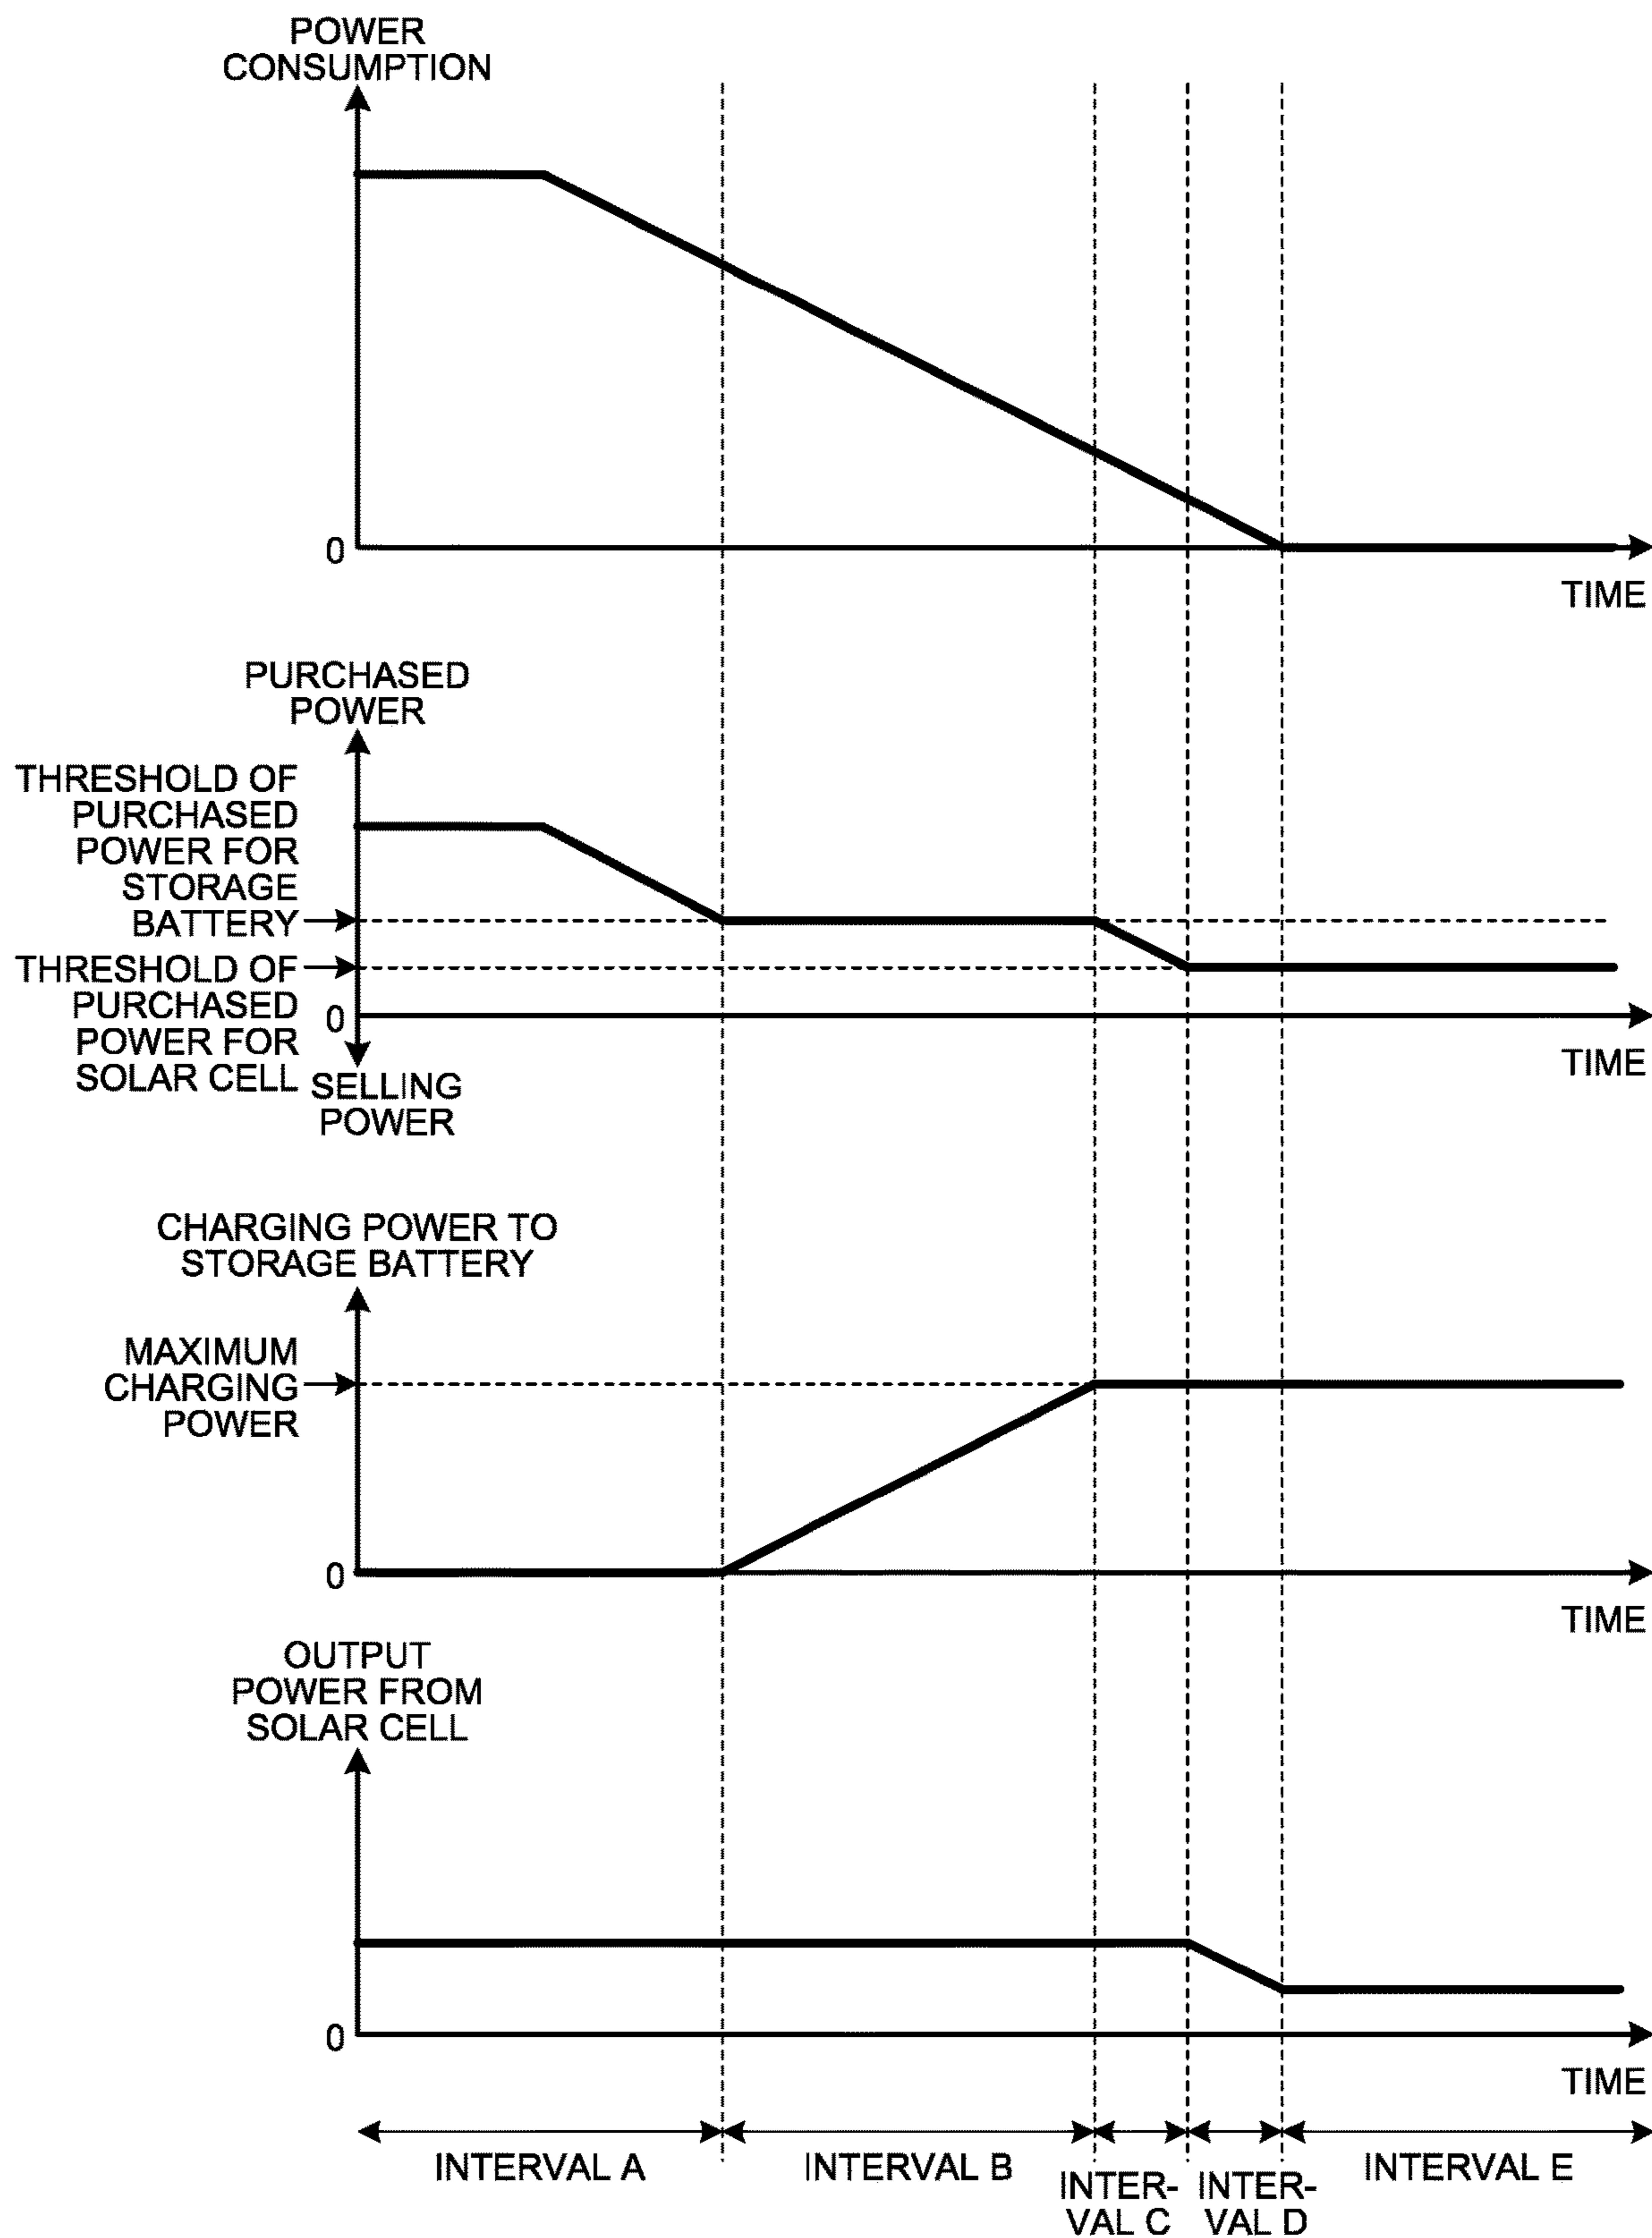 POWER
CONSUMPTION
0
TIME
PURCHASED
POWER
THRESHOLD OF
PURCHASED
POWER FOR
STORAGE
BATTERY
THRESHOLD OF
PURCHASED
POWER FOR
SOLAR CELL
0
TIME
SELLING
POWER
CHARGING POWER TO
STORAGE BATTERY
MAXIMUM
CHARGING
POWER
0
TIME
OUTPUT
POWER FROM
SOLAR CELL
0
TIME
INTERVAL A
INTERVAL B
INTER-
VAL C
INTER-
VAL D
INTERVAL E